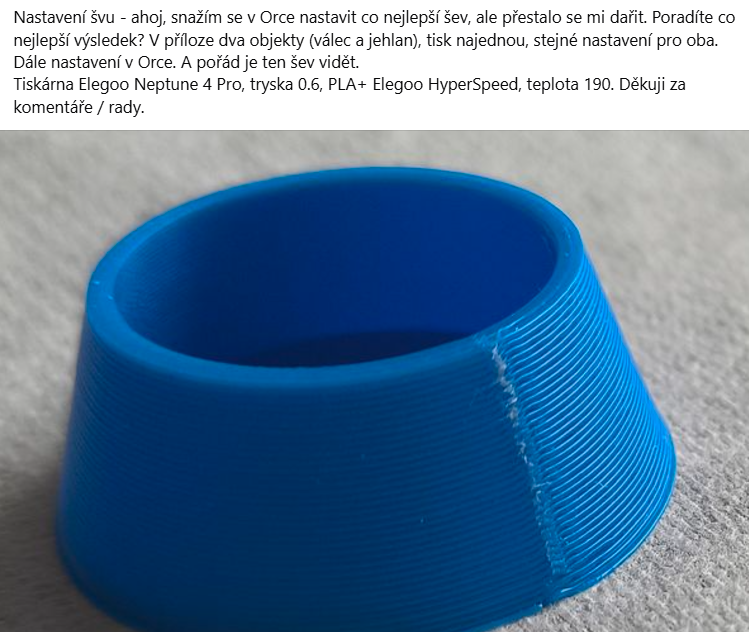 Nastavení švu - ahoj, snažím se v Orce nastavit co nejlepší šev, ale přestalo se mi dařit. Poradíte co
nejlepší výsledek? V příloze dva objekty (válec a jehlan), tisk najednou, stejné nastavení pro oba.
Dále nastavení v Orce. A pořád je ten šev vidět.
Tiskárna Elegoo Neptune 4 Pro, tryska 0.6, PLA+ Elegoo HyperSpeed, teplota 190. Děkuji za
komentáře / rady.